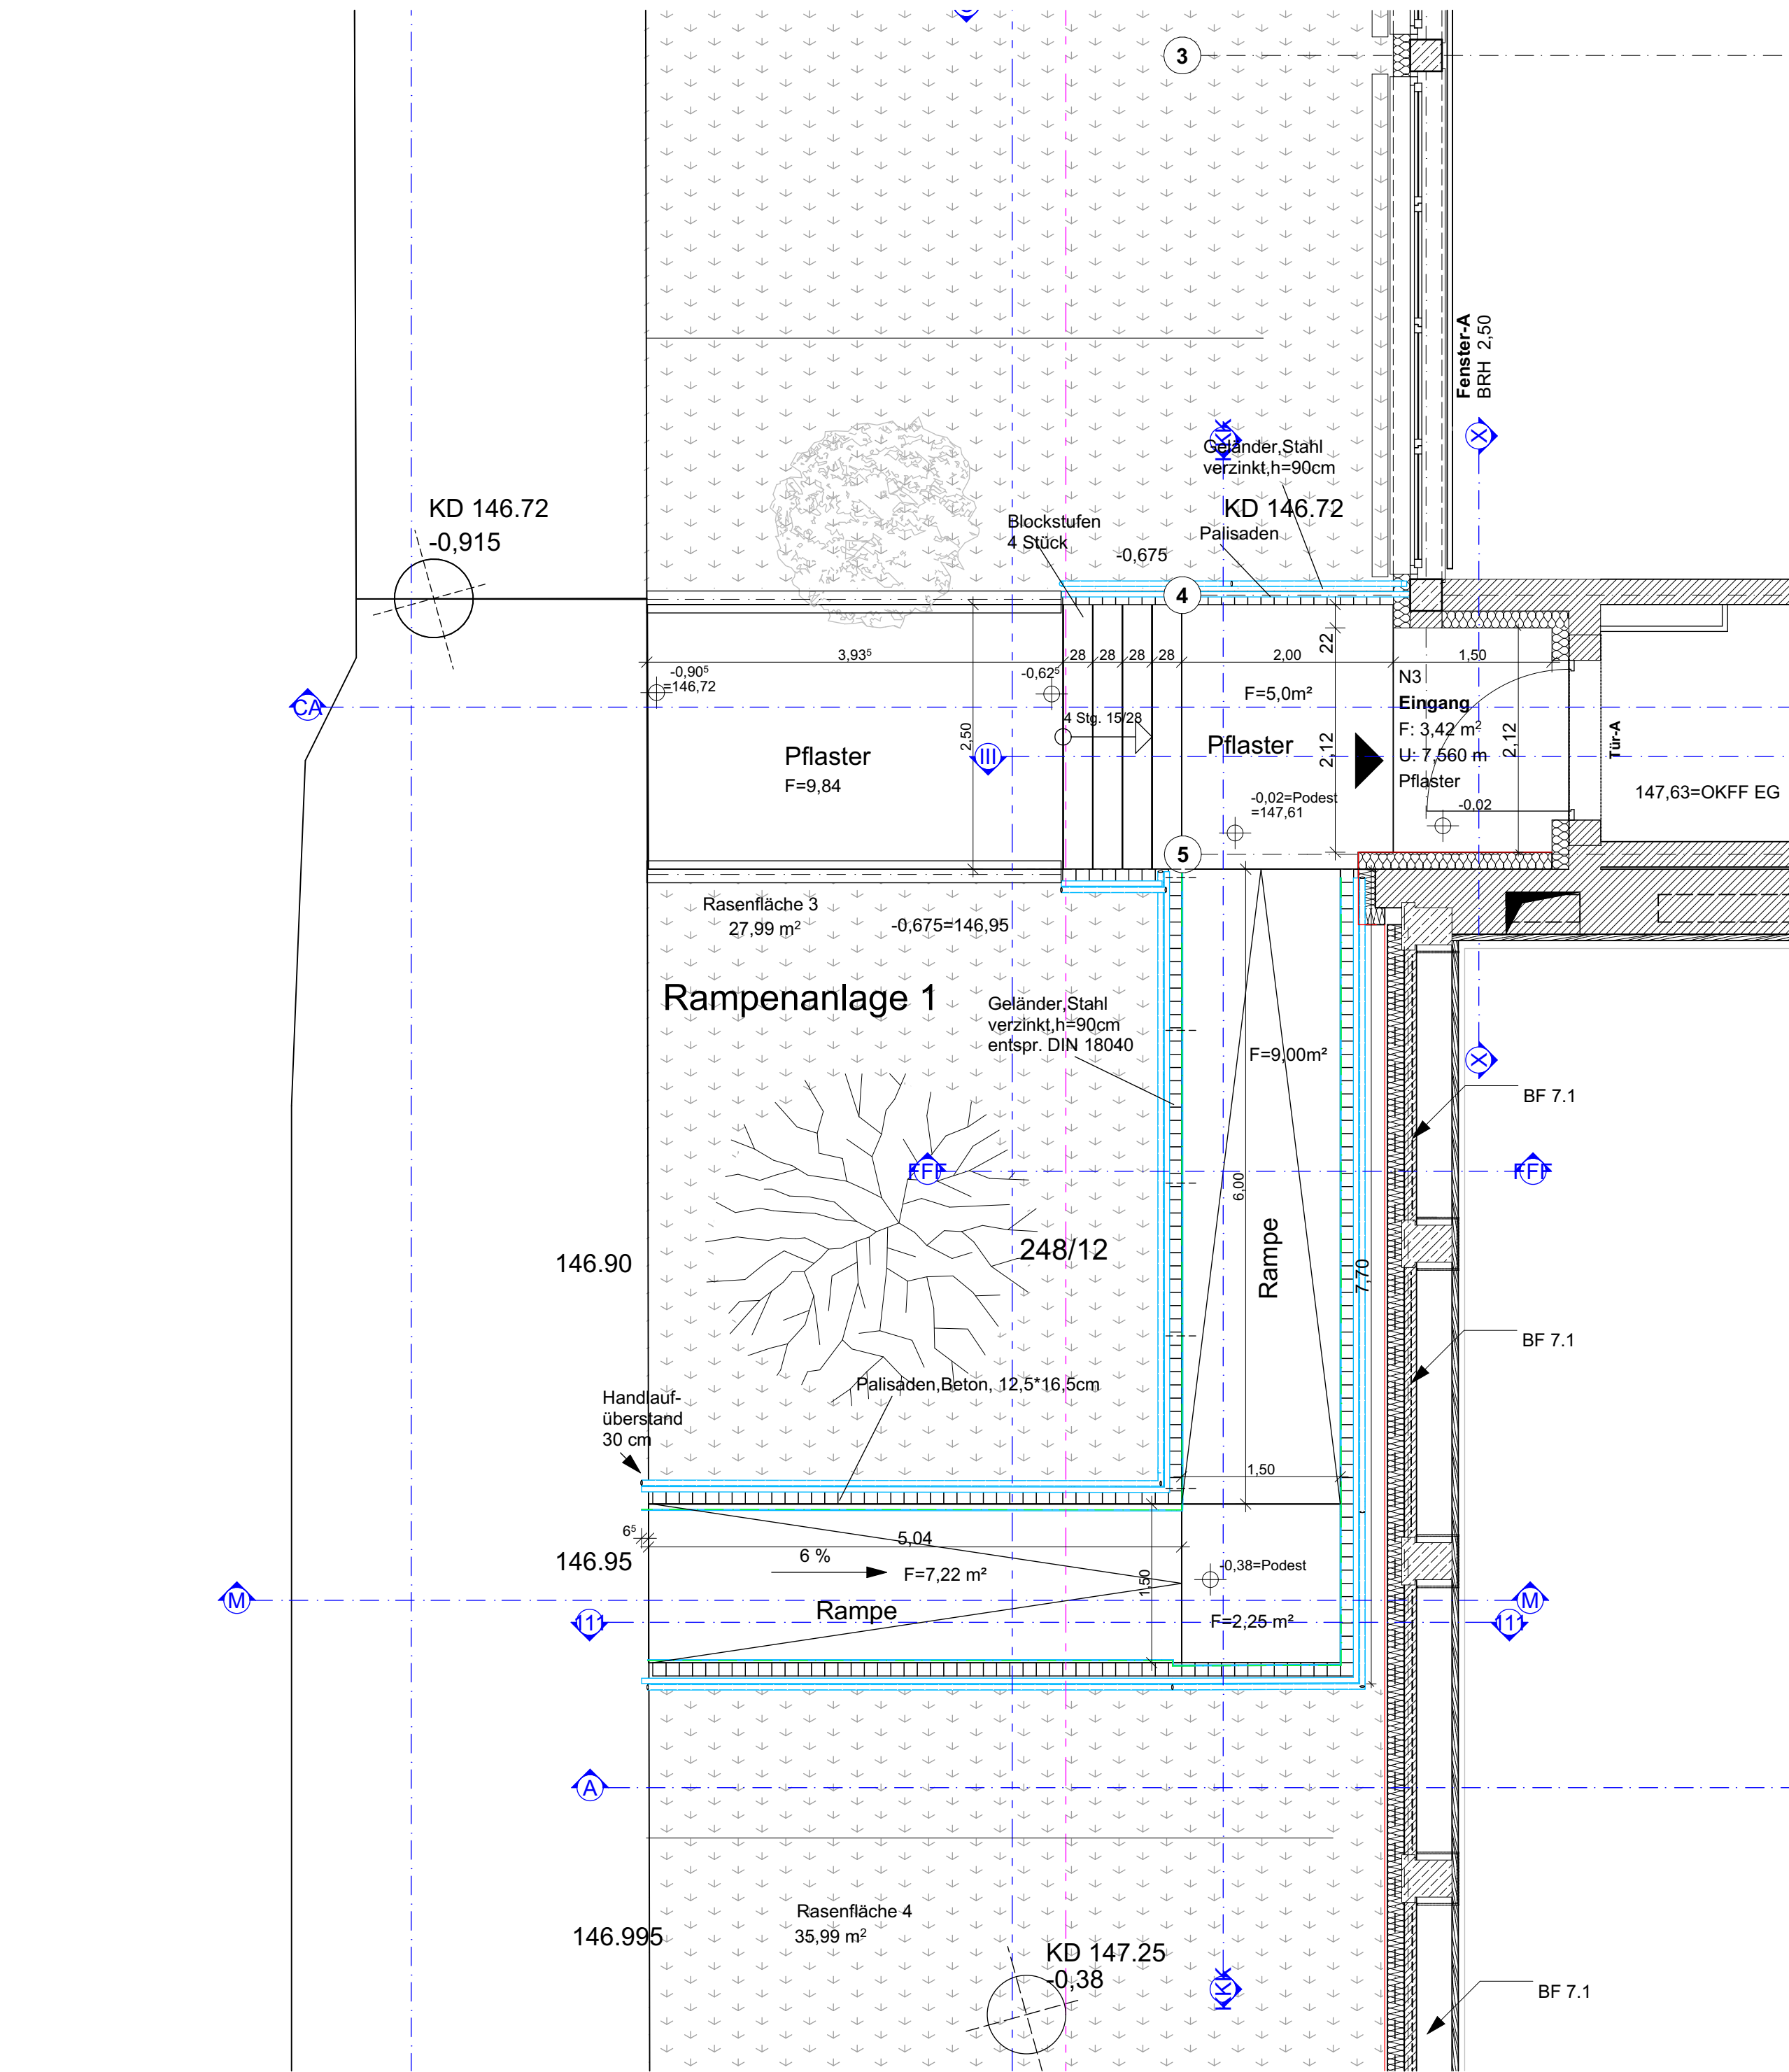 3
Fenster-A
BRH 2,50
X
KKK
Geländer,Stahl
verzinkt,h=90cm
KD 146.72
-0,915
KD 146.72
Blockstufen
4 Stück
Palisaden
-0,675
4
3,93⁵
28
28
28
28
2,00
22
1,50
-0,90⁵
=146,72
-0,62⁵
N3
Eingang
F: 3,42 m²
U: 7,560 m
Pflaster
-0,02
F=5,0m²
CA
4 Stg. 15/28
2,50
Pflaster
F=9,84
III
Pflaster
2,12
2,12
Tür-A
-0,02=Podest
=147,61
147,63=OKFF EG
5
Rasenfläche 3
27,99 m²
-0,675=146,95
Rampenanlage 1
Geländer,Stahl
verzinkt,h=90cm
entspr. DIN 18040
F=9,00m²
X
BF 7.1
FFF
FFF
6,00
Rampe
248/12
146.90
7,70
BF 7.1
Palisaden,Beton, 12,5*16,5cm
Handlauf-
überstand
30 cm
1,50
6⁵
5,04
146.95
6 %
F=7,22 m²
-0,38=Podest
1,50
M
M
Rampe
F=2,25 m²
111
111
A
Rasenfläche 4
35,99 m²
146.995
KD 147.25
-0,38
KKK
BF 7.1